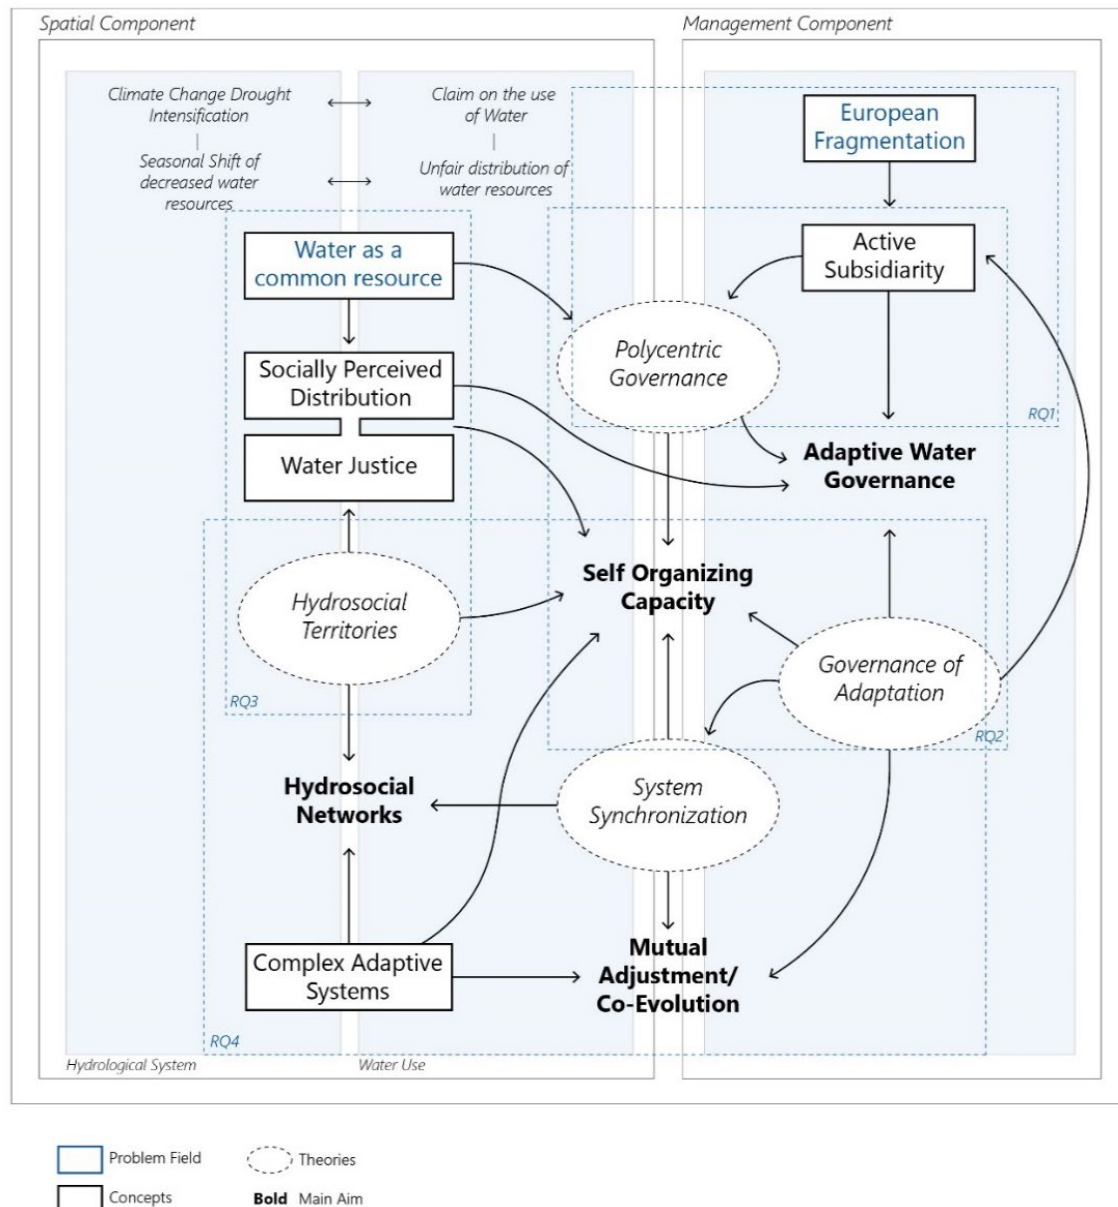 Spatial Component
Management Component
Climate Change Drought
Intensification
Claim on the use
of Water
Seasonal Shift of
decreased water
resources
Unfair distribution of
water resources
European
Fragmentation
Water as a
common resource
Active
Subsidiarity
Polycentric
Governance
Socially Perceived
Distribution
RQ1
Water Justice
Adaptive Water
Governance
Self Organizing
Capacity
Hydrosocial
Territories
Governance of
Adaptation
RQ3
RQ2
Hydrosocial
Networks
System
Synchronization
Complex Adaptive
Systems
Mutual
Adjustment/
Co-Evolution
RQ4
Hydrological System
Water Use
Problem Field
Theories
Concepts
Bold Main Aim